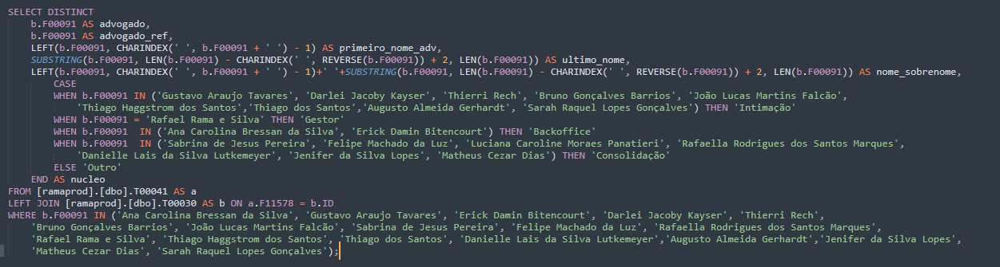 SELECT DISTINCT
b.F00091 AS advogado,
b.F00091 AS advogado_ref,
LEFT(b.F00091, CHARINDEX(' ', b.F00091 + ' ') - 1) AS primeiro_nome_adv,
SUBSTRING(b.F00091, LEN(b.F00091) - CHARINDEX(' ', REVERSE(b.F00091)) + 2, LEN(b.F00091)) AS ultimo_nome,
LEFT(b.F00091, CHARINDEX(' ', b.F00091 + ' ') - 1)+' '+SUBSTRING(b.F00091, LEN(b.F00091) - CHARINDEX(' ', REVERSE(b.F00091)) + 2, LEN(b.F00091)) AS nome_sobrenome,
CASE
WHEN b.F00091 IN ('Gustavo Araujo Tavares', 'Darlei Jacoby Kayser', 'Thierri Rech', 'Bruno Gonçalves Barrios', 'João Lucas Martins Falcão',
'Thiago Haggstrom dos Santos','Thiago dos Santos','Augusto Almeida Gerhardt', 'Sarah Raquel Lopes Gonçalves') THEN 'Intimação'
WHEN b.F00091 = 'Rafael Rama e Silva' THEN 'Gestor'
WHEN b.F00091  IN ('Ana Carolina Bressan da Silva', 'Erick Damin Bitencourt') THEN 'Backoffice'
WHEN b.F00091  IN ('Sabrina de Jesus Pereira', 'Felipe Machado da Luz', 'Luciana Caroline Moraes Panatieri', 'Rafaella Rodrigues dos Santos Marques',
'Danielle Lais da Silva Lutkemeyer', 'Jenifer da Silva Lopes', 'Matheus Cezar Dias') THEN 'Consolidação'
ELSE 'Outro'
END AS nucleo
FROM [ramaprod].[dbo].T00041 AS a
LEFT JOIN [ramaprod].[dbo].T00030 AS b ON a.F11578 = b.ID
WHERE b.F00091 IN ('Ana Carolina Bressan da Silva', 'Gustavo Araujo Tavares', 'Erick Damin Bitencourt', 'Darlei Jacoby Kayser', 'Thierri Rech',
'Bruno Gonçalves Barrios', 'João Lucas Martins Falcão', 'Sabrina de Jesus Pereira', 'Felipe Machado da Luz', 'Rafaella Rodrigues dos Santos Marques',
'Rafael Rama e Silva', 'Thiago Haggstrom dos Santos', 'Thiago dos Santos', 'Danielle Lais da Silva Lutkemeyer','Augusto Almeida Gerhardt','Jenifer da Silva Lopes',
'Matheus Cezar Dias', 'Sarah Raquel Lopes Gonçalves');